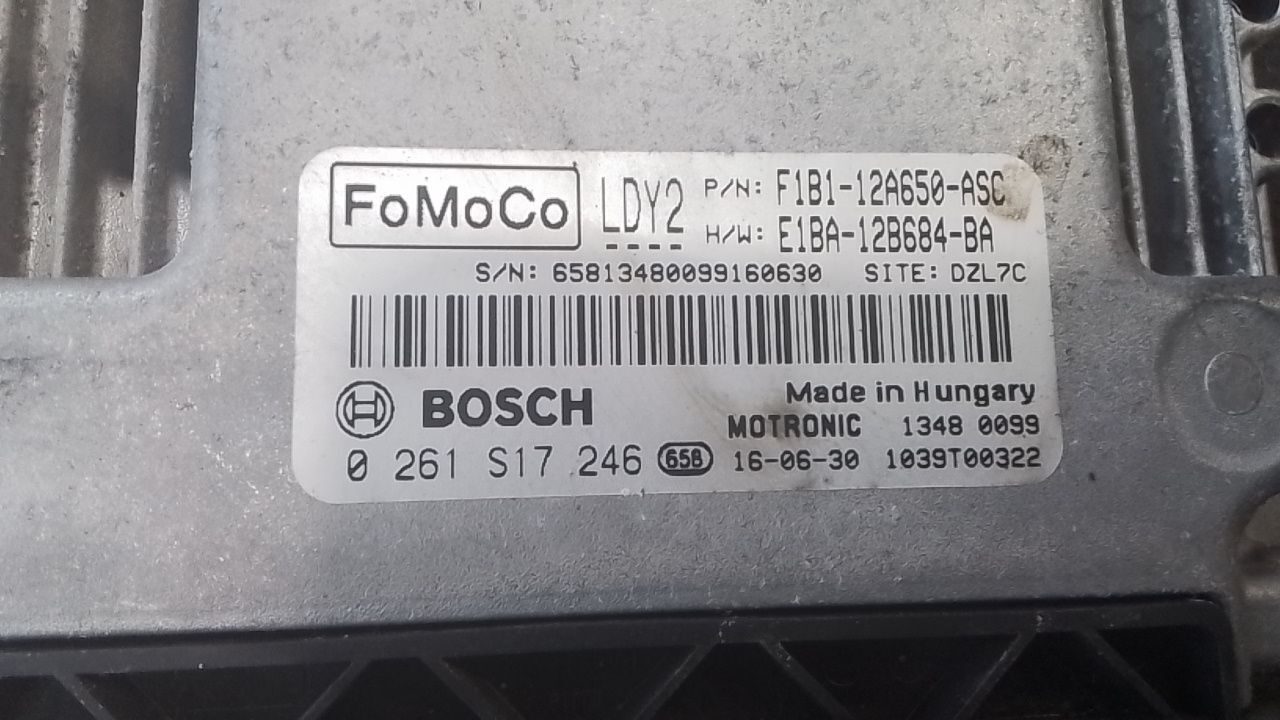 FoMoCo LDY2 P/N: F1B1-12A650-ASC
H/W: E1BA-12B684-BA
S/N: 65813480099160630 SITE: DZL7C
BOSCH Made in Hungary
MOTRONIC 1348 0099
0 261 S17 246 658 16-06-30 1039T00322